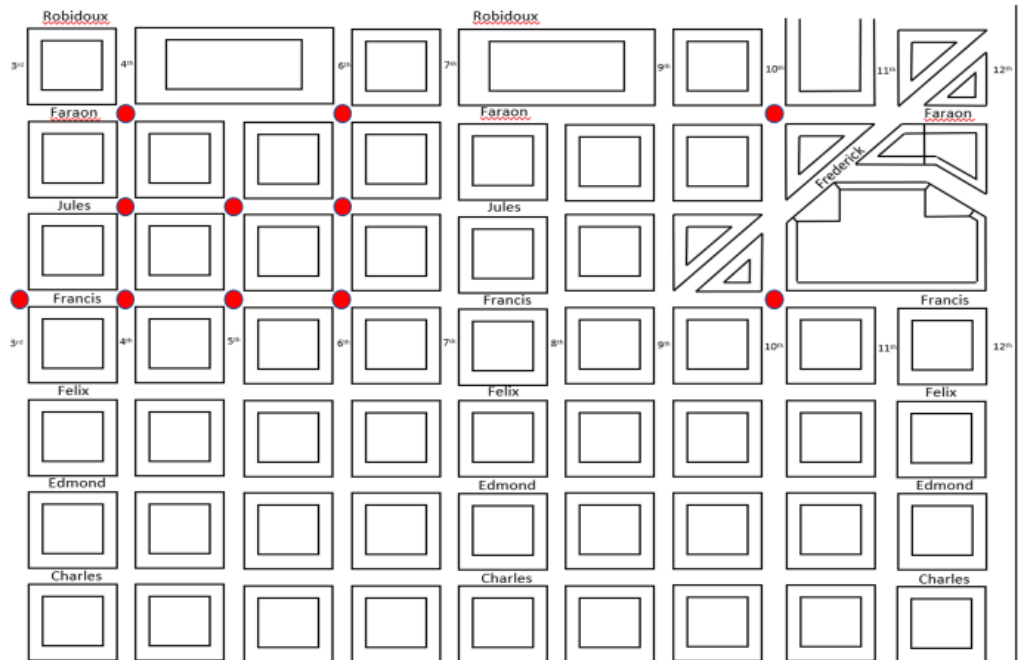 Robidoux Robidoux
3rd 4th 6th 7th 9th 10th 11th 12th
Faraon Faraon Faraon
Frederick
Jules Jules
Francis Francis Francis
3rd 4th 5th 6th 7th 8th 9th 10th 11th 12th
Felix Felix Felix
Edmond Edmond Edmond
Charles Charles Charles